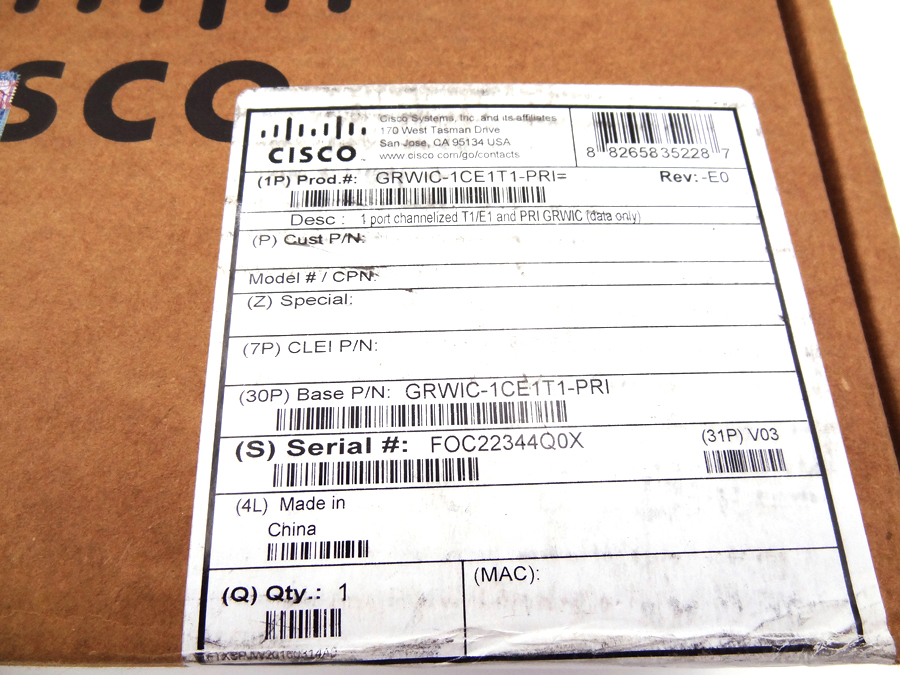 ISCO
CISCO
Cisco Systems, Inc. and its affiliates
170 West Tasman Drive
San Jose, CA 95134 USA
www.cisco.com/go/contacts
8 82658 35228 7
(1P) Prod.#: GRWIC-1CE1T1-PRI=
Rev: -E0
Desc : 1 port channelized T1/E1 and PRI GRWIC (data only)
(P) Cust P/N:
Model # / CPN:
(Z) Special:
(7P) CLEI P/N:
(30P) Base P/N: GRWIC-1CE1T1-PRI
(S) Serial #: FOC22344Q0X
(31P) V03
(4L) Made in
China
(Q) Qty.: 1
(MAC):